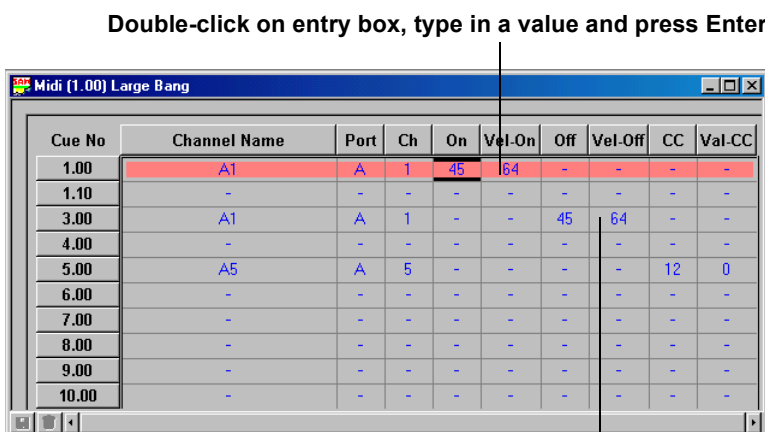 Double-click on entry box, type in a value and press Enter
Midi (1.00) Large Bang
Cue No Channel Name Port Ch On Vel-On Off Vel-Off CC Val-CC
1.00 A1 A 1 45 64 - - - -
1.10 - - - - - - - - -
3.00 A1 A 1 - - 45 64 - -
4.00 - - - - - - - - -
5.00 A5 A 5 - - - - 12 0
6.00 - - - - - - - - -
7.00 - - - - - - - - -
8.00 - - - - - - - - -
9.00 - - - - - - - - -
10.00 - - - - - - - - -